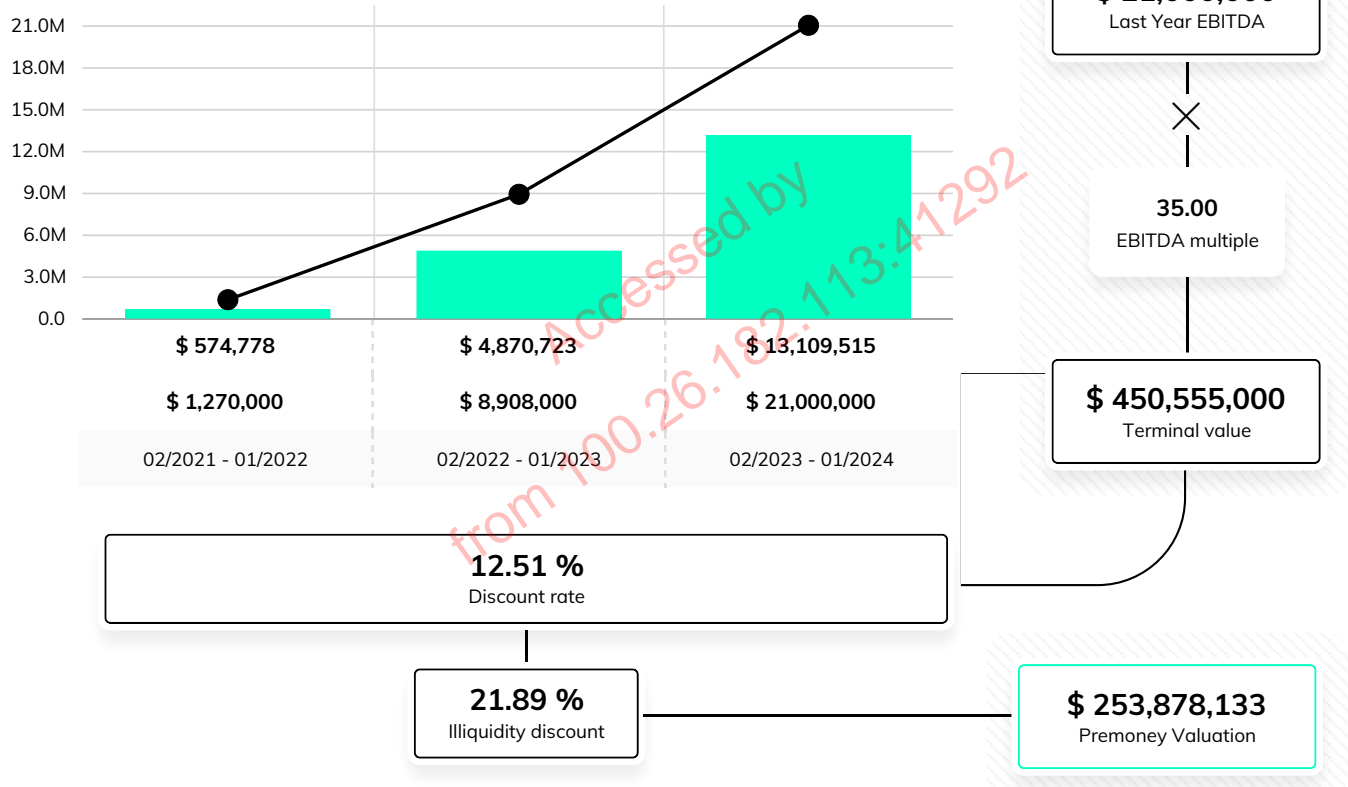 21.0M
18.0M
15.0M
12.0M
9.0M
6.0M
3.0M
0.0
$ 574,778
$ 4,870,723
$ 13,109,515
$ 1,270,000
$ 8,908,000
$ 21,000,000
02/2021 - 01/2022
02/2022 - 01/2023
02/2023 - 01/2024
Last Year EBITDA
35.00
EBITDA multiple
$ 450,555,000
Terminal value
12.51 %
Discount rate
21.89 %
Illiquidity discount
$ 253,878,133
Premoney Valuation
Accessed by
from 100.26.182.113:41292